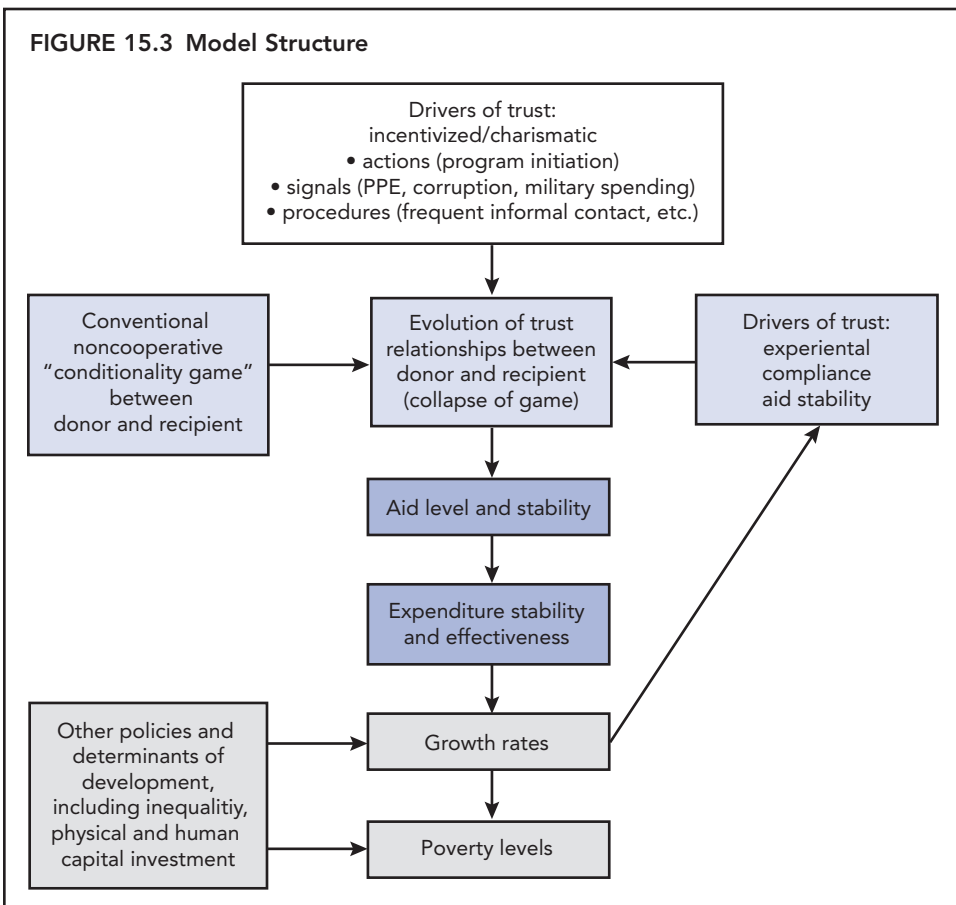 FIGURE 15.3 Model Structure
Drivers of trust:
incentivized/charismatic
• actions (program initiation)
• signals (PPE, corruption, military spending)
• procedures (frequent informal contact, etc.)
Conventional
noncooperative
“conditionality game”
between
donor and recipient
Evolution of trust
relationships between
donor and recipient
(collapse of game)
Drivers of trust:
experiental
compliance
aid stability
Aid level and stability
Expenditure stability
and effectiveness
Other policies and
determinants of
development,
including inequalitiy,
physical and human
capital investment
Growth rates
Poverty levels